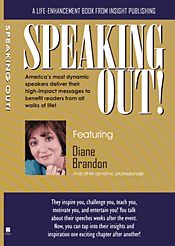 SPEAKING OUT!
A LIFE-ENHANCEMENT BOOK FROM INSIGHT PUBLISHING
SPEAKING
OUT!
America's most dynamic
speakers deliver their
high-impact messages to
benefit readers from all
walks of life!
Featuring
Diane
Brandon
And other dynamic professionals!
They inspire you, challenge you, teach you,
motivate you, and entertain you! You talk
about their speeches weeks after the event.
Now, you can tap into their insights and
inspiration one exciting chapter after another!